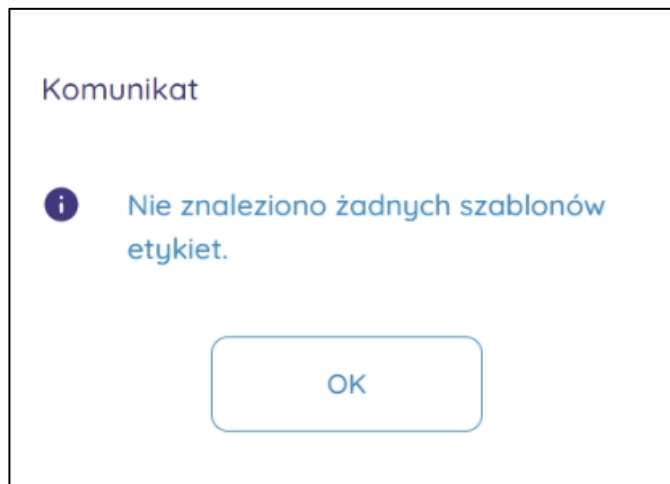 Komunikat
Nie znaleziono żadnych szablonów
etykiet.
OK